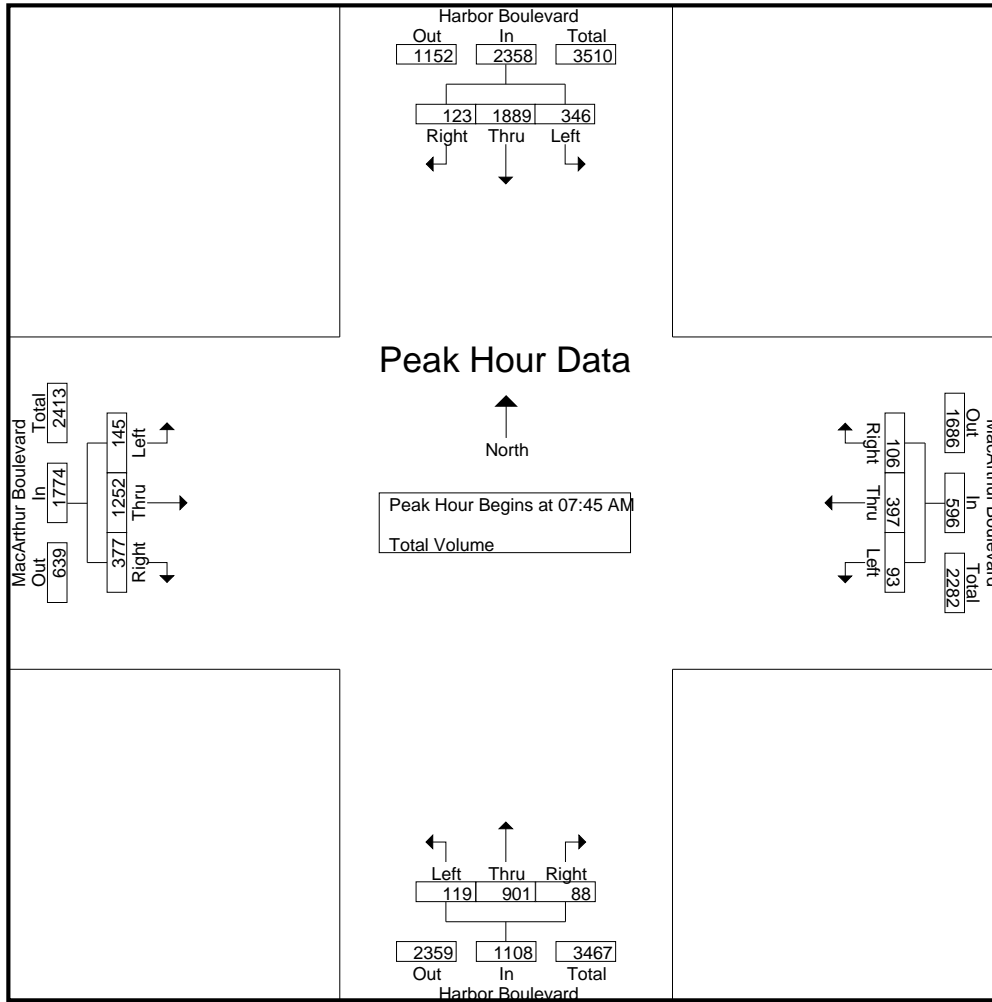 Harbor Boulevard
Out In Total
1152 2358 3510
123 1889 346
Right Thru Left
Peak Hour Data
North
Peak Hour Begins at 07:45 AM
Total Volume
MacArthur Boulevard
Total In Out
2413 1774 639
145 1252 377
Left Thru Right
MacArthur Boulevard
Out In Total
1686 596 2282
106 397 93
Right Thru Left
Left Thru Right
119 901 88
2359 1108 3467
Out In Total
Harbor Boulevard